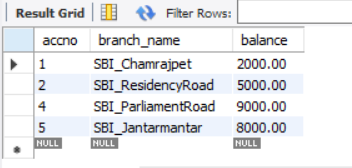 Result Grid Filter Rows:
accno branch_name balance
1 SBI_Chamrajpet 2000.00
2 SBI_ResidencyRoad 5000.00
4 SBI_ParliamentRoad 9000.00
5 SBI_Jantarmantar 8000.00
NULL NULL NULL